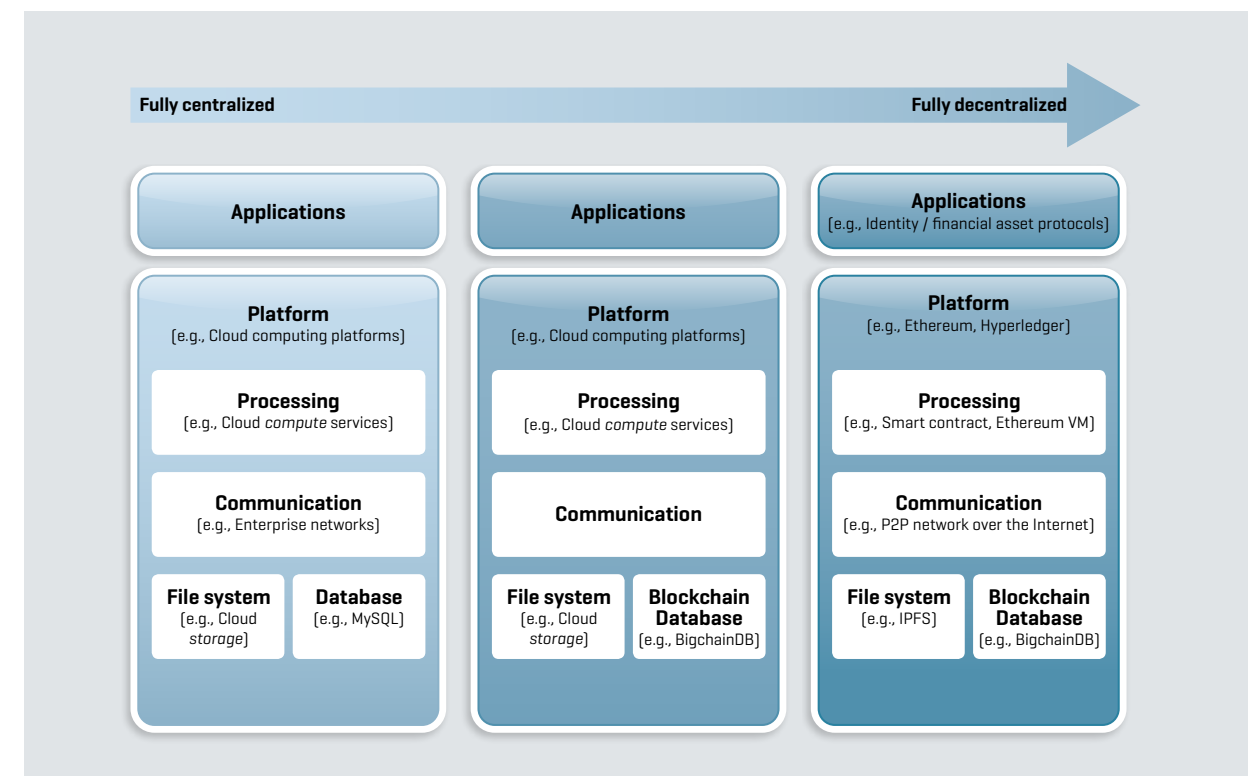 Fully centralized
Fully decentralized
Applications
Applications
Applications
(e.g., Identity / financial asset protocols)
Platform
(e.g., Cloud computing platforms)
Processing
(e.g., Cloud compute services)
Communication
(e.g., Enterprise networks)
File system
(e.g., Cloud
storage)
Database
(e.g., MySQL)
Platform
(e.g., Cloud computing platforms)
Processing
(e.g., Cloud compute services)
Communication
File system
(e.g., Cloud
storage)
Blockchain
Database
(e.g., BigchainDB)
Platform
(e.g., Ethereum, Hyperledger)
Processing
(e.g., Smart contract, Ethereum VM)
Communication
(e.g., P2P network over the Internet)
File system
(e.g., IPFS)
Blockchain
Database
(e.g., BigchainDB)